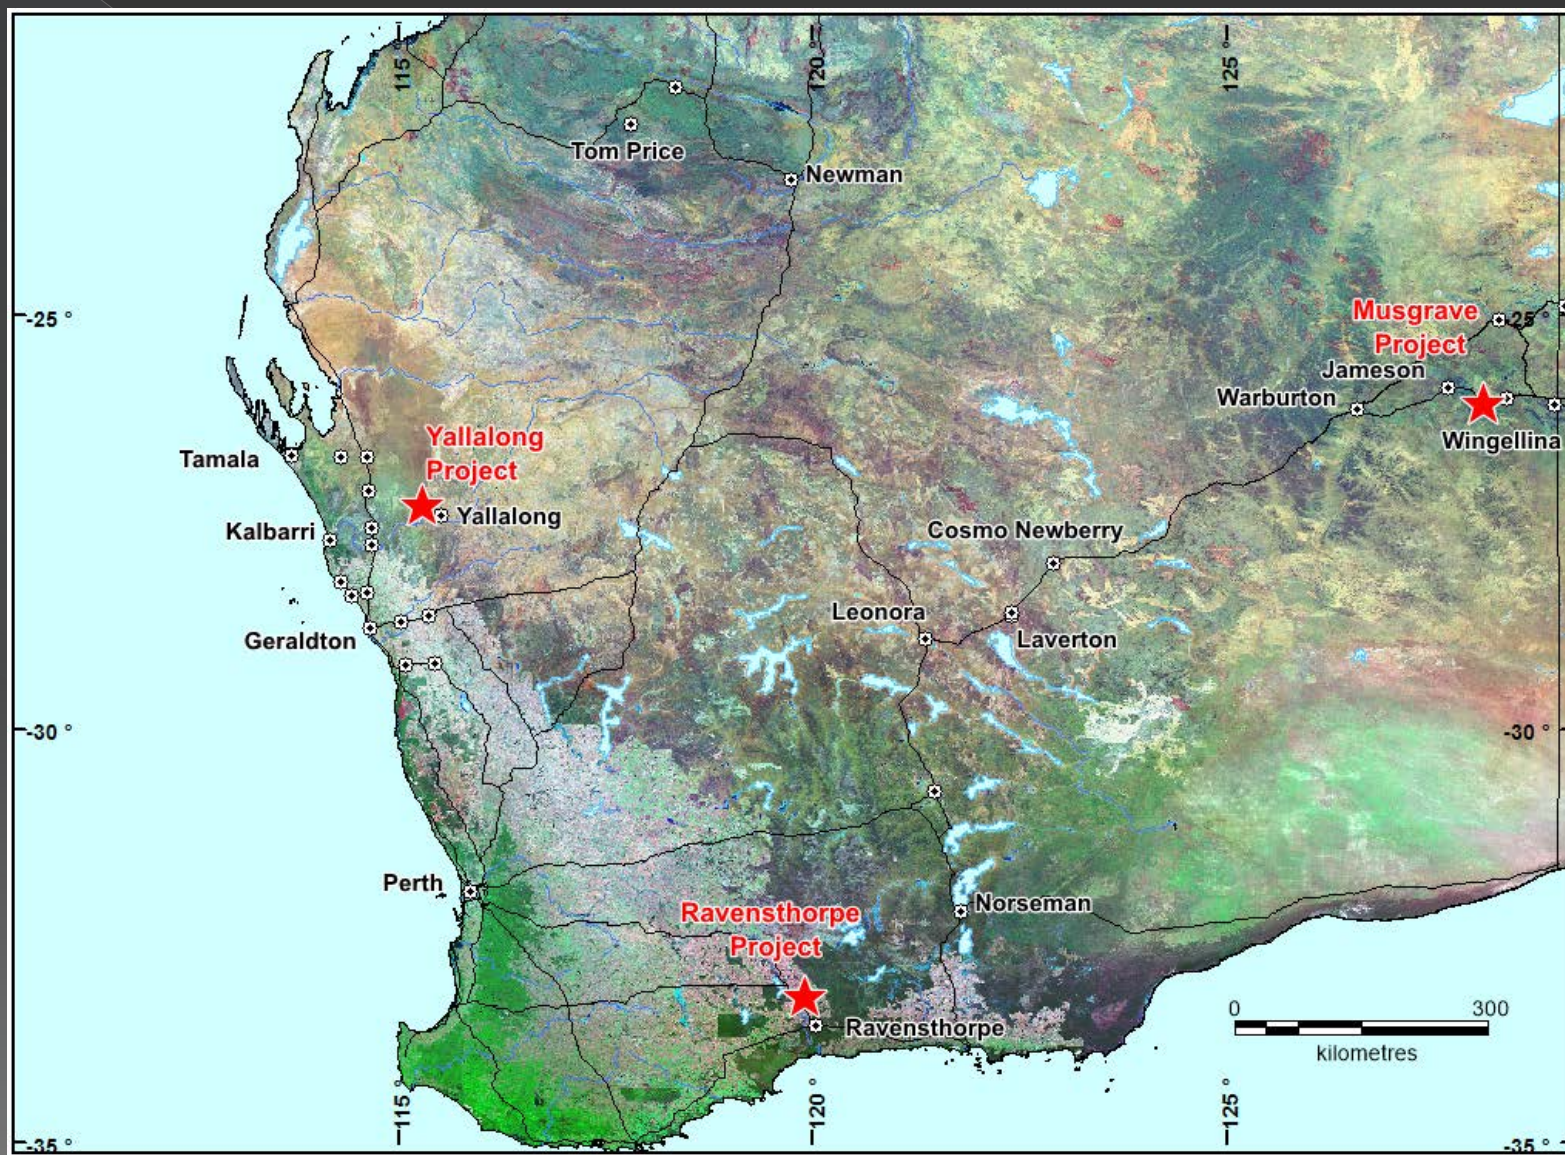 115°
120°
125°
Tom Price
Newman
-25 °
Musgrave
Project
-25 °
Jameson
Warburton
Wingellina
Yallalong
Project
Tamala
Yallalong
Kalbarri
Cosmo Newberry
Leonora
Laverton
Geraldton
-30 °
-30 °
Perth
Norseman
Ravensthorpe
Project
Ravensthorpe
0 300
kilometres
115°
120°
125°
-35 °
-35 °